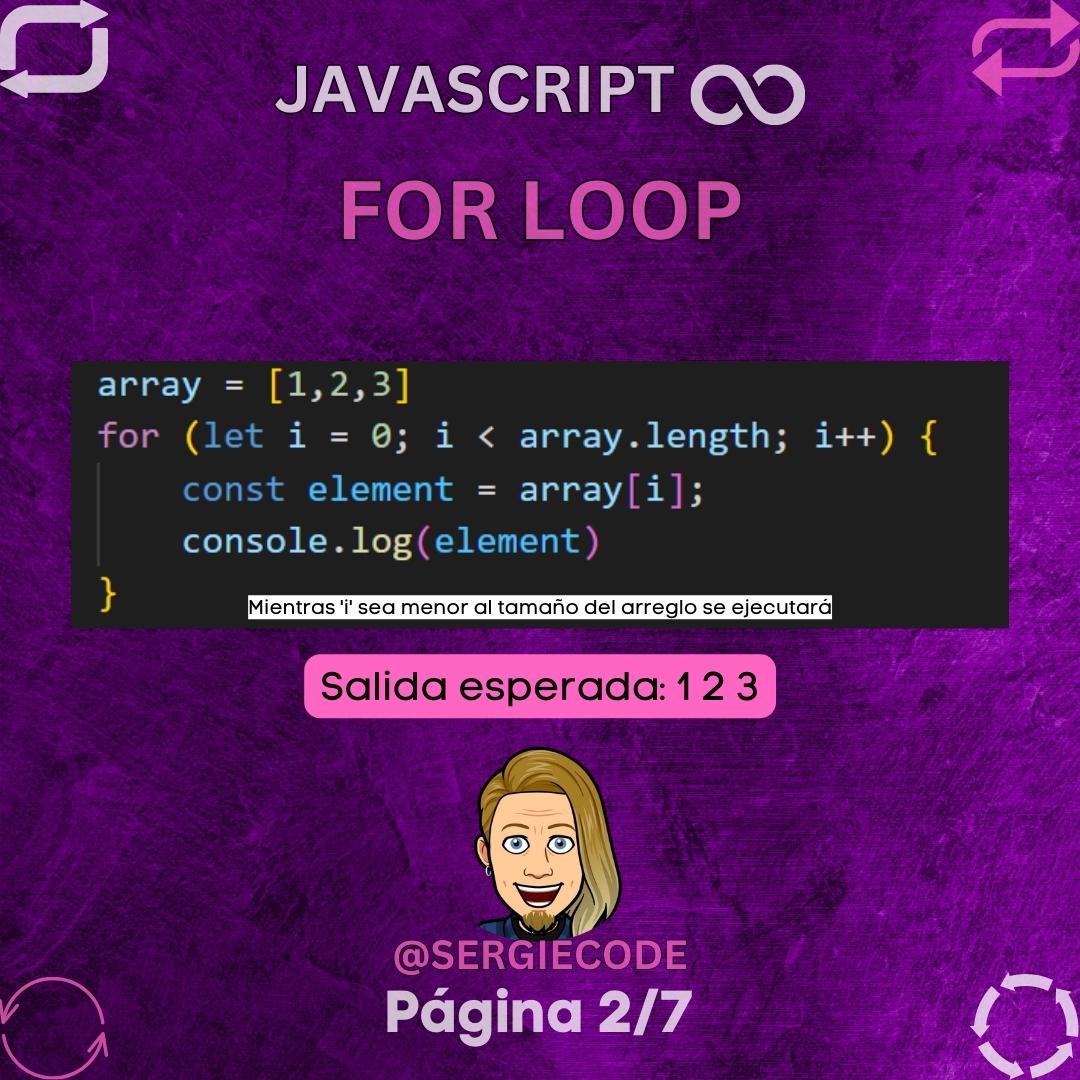 JAVASCRIPT
FOR LOOP
array = [1,2,3]
for (let i = 0; i < array.length; i++) {
    const element = array[i];
    console.log(element)
}
Mientras 'i' sea menor al tamaño del arreglo se ejecutará
Salida esperada: 1 2 3
@SERGIECODE
Página 2/7